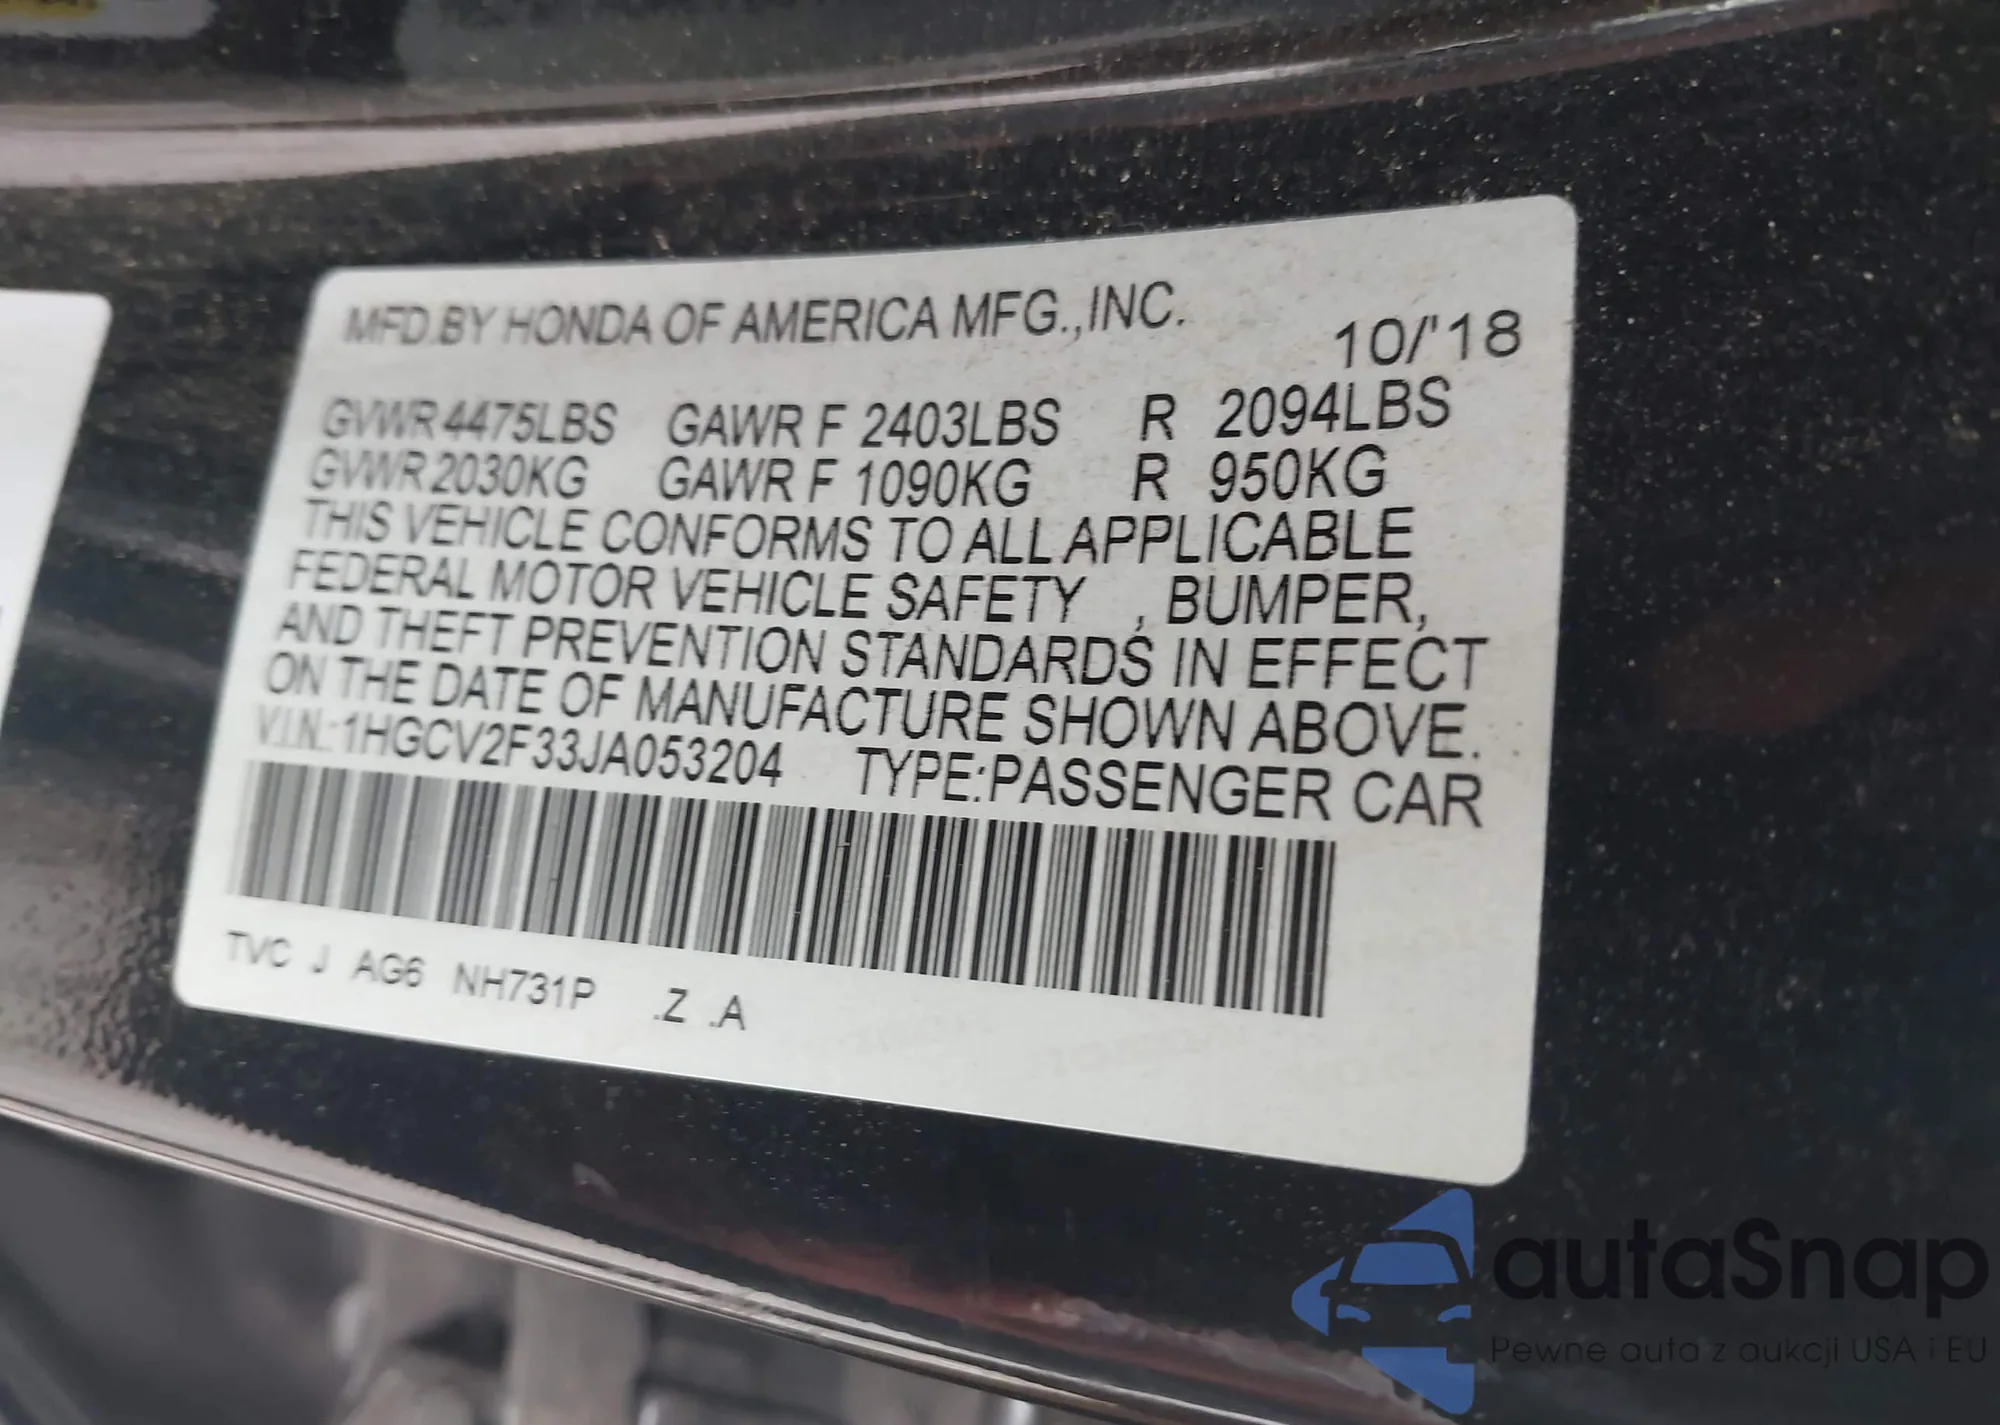 MFD.BY HONDA OF AMERICA MFG.,INC.
10/'18
GVWR 4475LBS GAWR F 2403LBS R 2094LBS
GVWR 2030KG GAWR F 1090KG R 950KG
THIS VEHICLE CONFORMS TO ALL APPLICABLE
FEDERAL MOTOR VEHICLE SAFETY , BUMPER,
AND THEFT PREVENTION STANDARDS IN EFFECT
ON THE DATE OF MANUFACTURE SHOWN ABOVE.
V.I.N.:1HGCV2F33JA053204 TYPE:PASSENGER CAR
TVC J AG6 NH731P .Z .A
autaSnap
Pewne auta z aukcji USA i EU